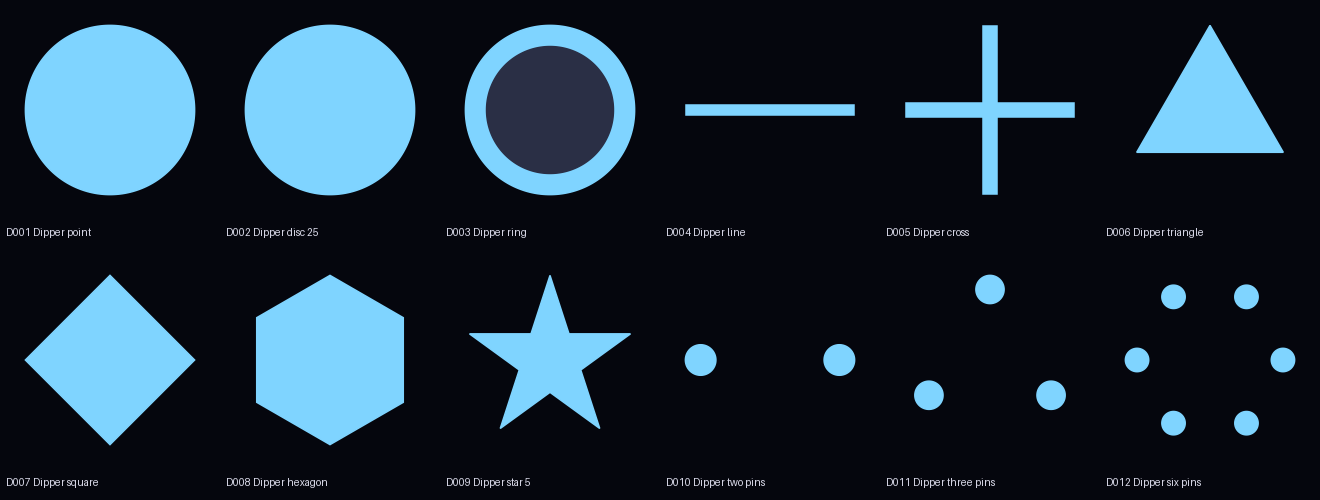 D001 Dipper point
D002 Dipper disc 25
D003 Dipper ring
D004 Dipper line
D005 Dipper cross
D006 Dipper triangle
D007 Dipper square
D008 Dipper hexagon
D009 Dipper star 5
D010 Dipper two pins
D011 Dipper three pins
D012 Dipper six pins